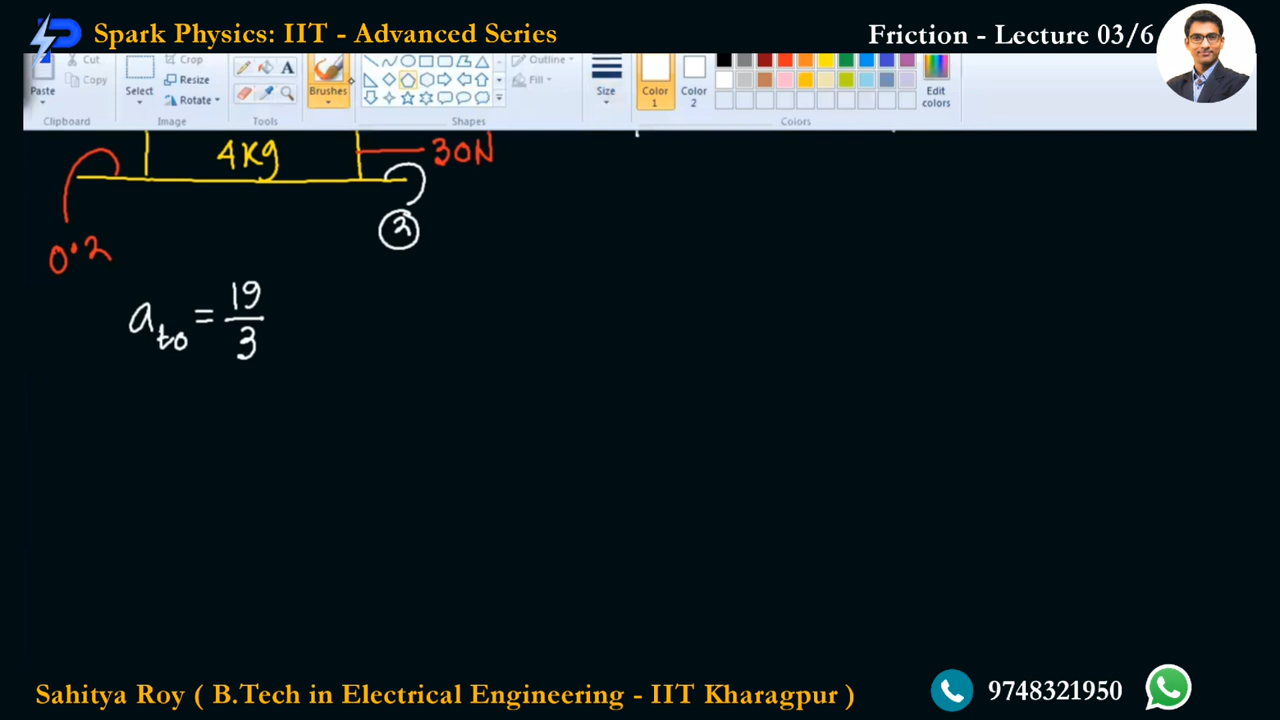 Spark Physics: IIT - Advanced Series
Friction - Lecture 03/6
Paste
Cut
Copy
Clipboard
Select
Crop
Resize
Rotate
Image
A
Tools
Brushes
Shapes
Outline
Fill
Size
Color 1
Color 2
Colors
Edit colors
4Kg
30N
2
0.2
a_to = 19/3
Sahitya Roy ( B.Tech in Electrical Engineering - IIT Kharagpur )
9748321950